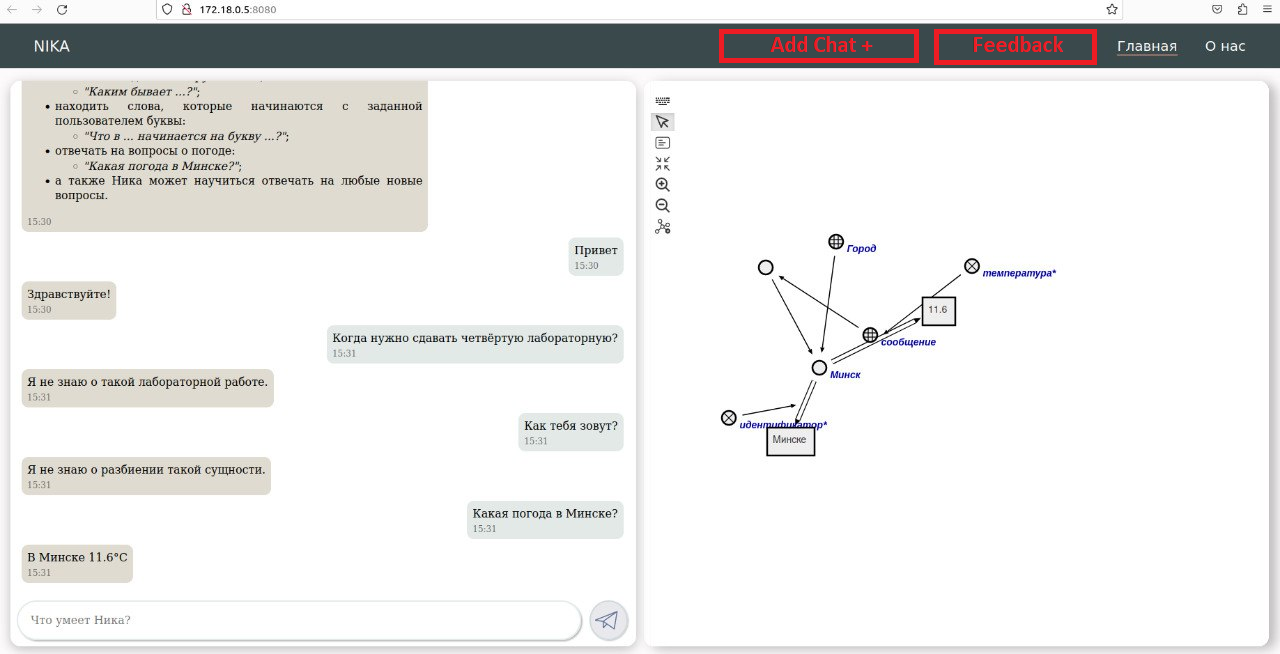 172.18.0.5:8080
NIKA
Add Chat +
Feedback
Главная
О нас
"Каким бывает ...?";
находить слова, которые начинаются с заданной
пользователем буквы:
"Что в ... начинается на букву ...?";
отвечать на вопросы о погоде:
"Какая погода в Минске?";
а также Ника может научиться отвечать на любые новые
вопросы.
15:30
Привет
15:30
Здравствуйте!
15:30
Когда нужно сдавать четвёртую лабораторную?
15:31
Я не знаю о такой лабораторной работе.
15:31
Как тебя зовут?
15:31
Я не знаю о разбиении такой сущности.
15:31
Какая погода в Минске?
15:31
В Минске 11.6°C
15:31
Что умеет Ника?
Город
температура*
11.6
сообщение
Минск
идентификатор*
Минске